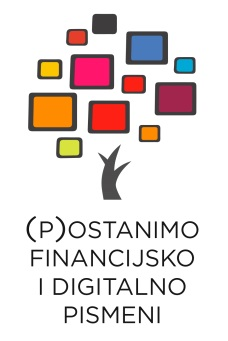 (P)OSTANIMO
FINANCIJSKO
I DIGITALNO
PISMENI